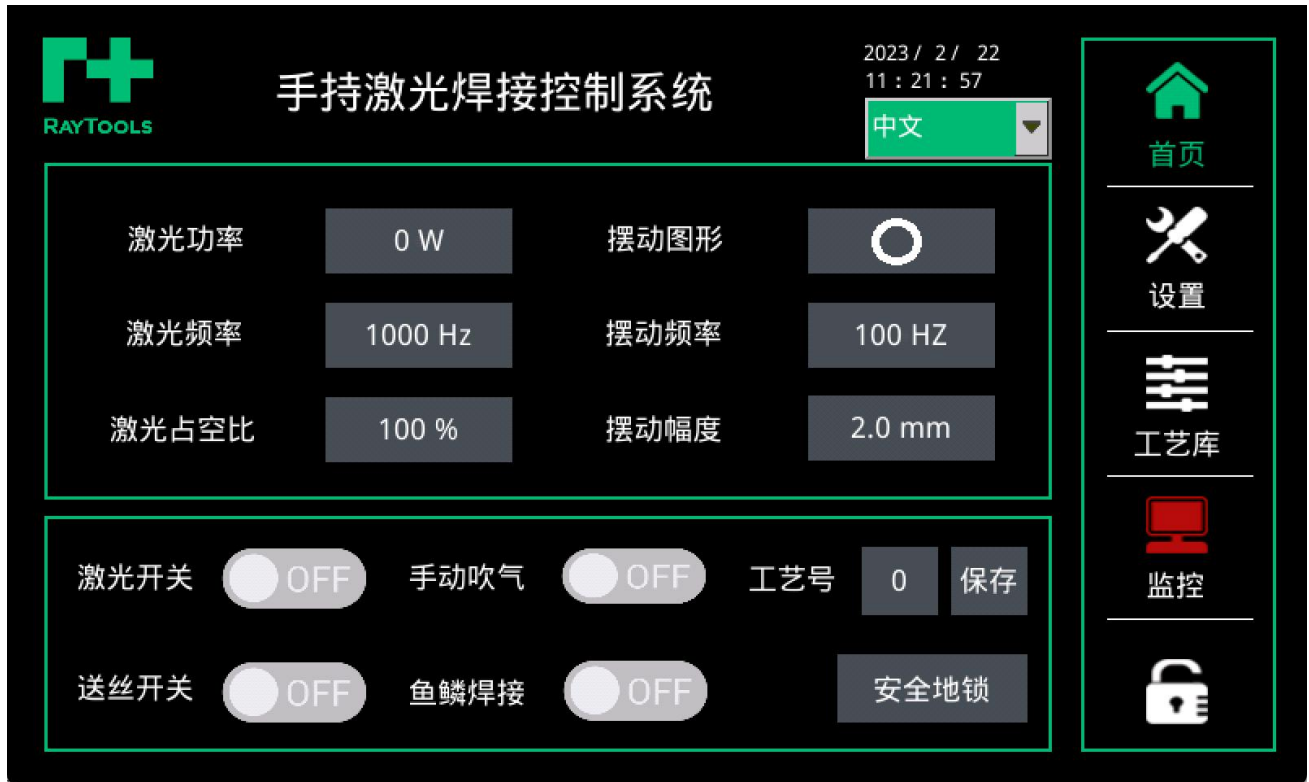 RAYTOOLS
手持激光焊接控制系统
2023 / 2 / 22
11 : 21 : 57
中文
激光功率 0 W 摆动图形
激光频率 1000 Hz 摆动频率 100 HZ
激光占空比 100 % 摆动幅度 2.0 mm
激光开关 OFF 手动吹气 OFF 工艺号 0 保存
送丝开关 OFF 鱼鳞焊接 OFF 安全地锁
首页
设置
工艺库
监控